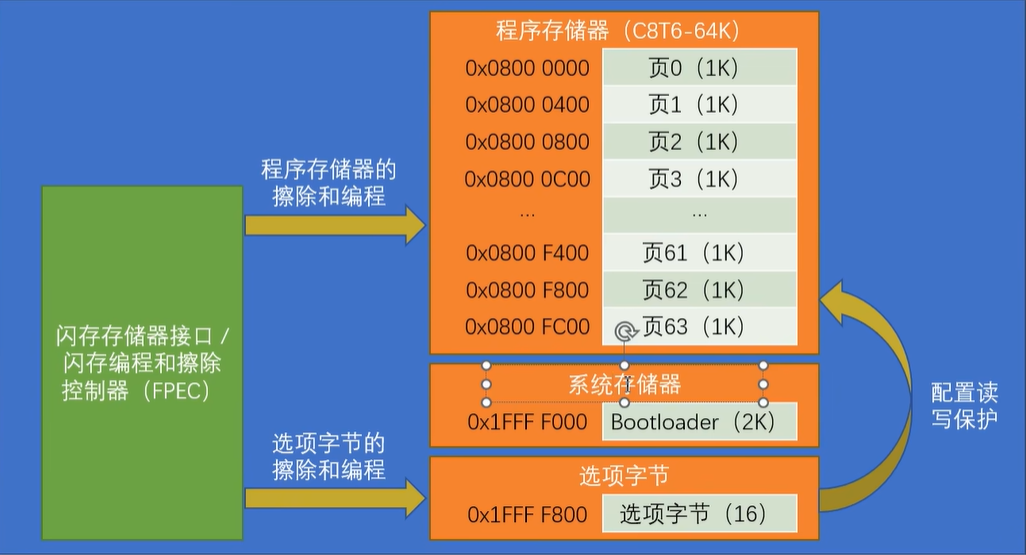 程序存储器（C8T6-64K）
0x0800 0000 页0（1K）
0x0800 0400 页1（1K）
0x0800 0800 页2（1K）
0x0800 0C00 页3（1K）
… …
0x0800 F400 页61（1K）
0x0800 F800 页62（1K）
0x0800 FC00 页63（1K）
程序存储器的
擦除和编程
闪存存储器接口 /
闪存编程和擦除
控制器（FPEC）
系统存储器
0x1FFF F000 Bootloader（2K）
选项字节的
擦除和编程
选项字节
0x1FFF F800 选项字节（16）
配置读
写保护